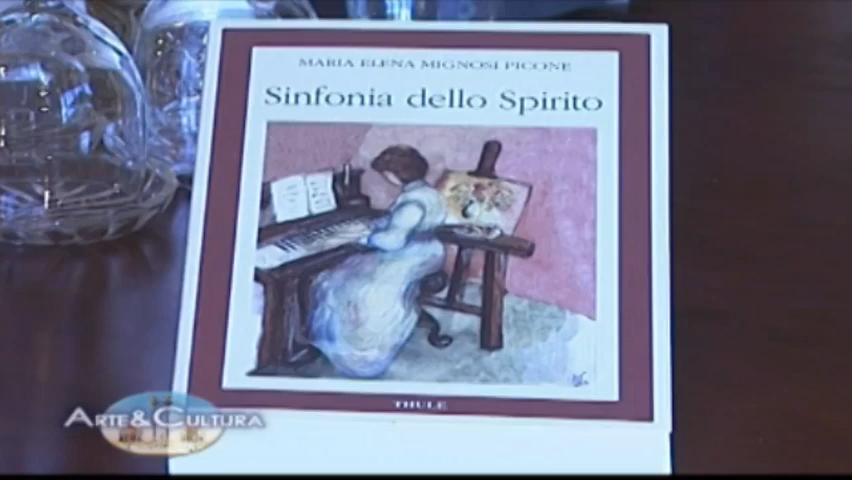 MARIA ELENA MIGNOSI PICONE
Sinfonia dello Spirito
THULE
ARTE&CULTURA